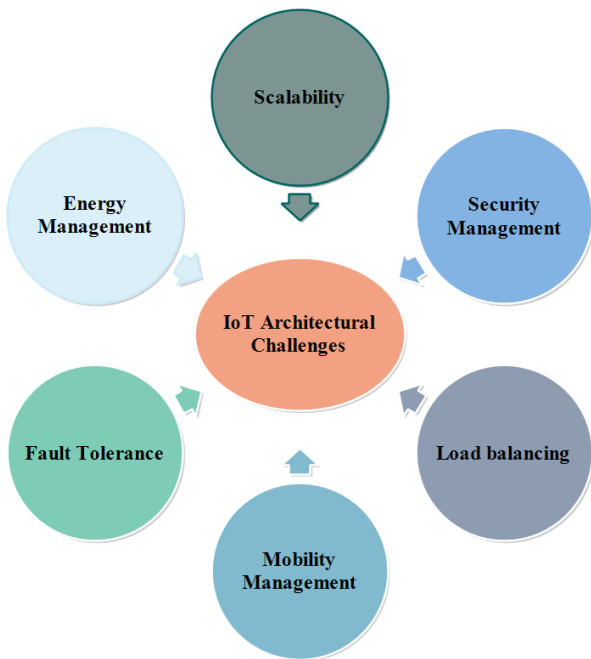 Scalability
Energy
Management
Security
Management
IoT Architectural
Challenges
Fault Tolerance
Load balancing
Mobility
Management